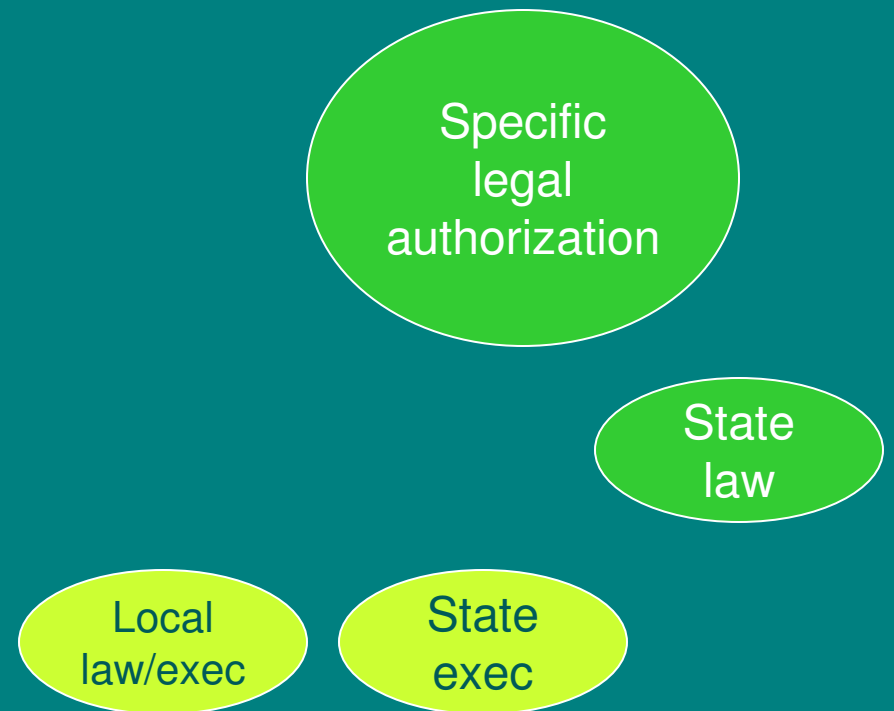 Specific
legal
authorization
State
law
Local
law/exec
State
exec